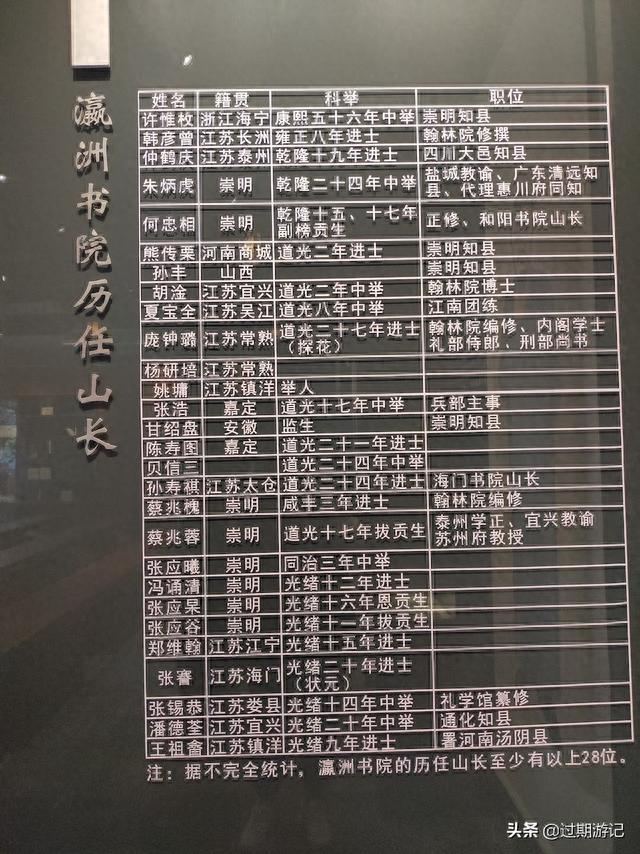 瀛洲书院历任山长
姓名 籍贯 科举 职位
许惟枚 浙江海宁 康熙五十六年中举 崇明知县
韩彦曾 江苏长洲 雍正八年进士 翰林院修撰
仲鹤庆 江苏泰州 乾隆十九年进士 四川大邑知县
朱炳虎 崇明 乾隆二十四年中举 盐城教谕、广东清远知
县、代理惠川府同知
何忠相 崇明 乾隆十五、十七年 正修、和阳书院山长
副榜贡生
熊传栗 河南商城 道光二年进士 崇明知县
孙丰 山西 崇明知县
胡淦 江苏宜兴 道光二年中举 翰林院博士
夏宝全 江苏吴江 道光八年中举 江南团练
庞钟璐 江苏常熟 道光二十七年进士 翰林院编修、内阁学士
（探花） 礼部侍郎、刑部尚书
杨研培 江苏常熟
姚墉 江苏镇洋 举人
张浩 嘉定 道光十七年中举 兵部主事
甘绍盘 安徽 监生 崇明知县
陈寿图 嘉定 道光二十一年进士
贝信三 道光二十四年中举
孙寿祺 江苏太仓 道光二十四年进士 海门书院山长
蔡兆槐 崇明 咸丰三年进士 翰林院编修
蔡兆蓉 崇明 道光十七年拔贡生 泰州学正、宜兴教谕
苏州府教授
张应曦 崇明 同治三年中举
冯诵清 崇明 光绪十二年进士
张应杲 崇明 光绪十六年恩贡生
张应谷 崇明 光绪十一年拔贡生
郑维翰 江苏江宁 光绪十五年进士
张謇 江苏海门 光绪二十年进士
（状元）
张锡恭 江苏娄县 光绪十四年中举 礼学馆纂修
潘德荃 江苏宜兴 光绪二十年中举 通化知县
王祖畬 江苏镇洋 光绪九年进士 署河南汤阴县
注：据不完全统计，瀛洲书院的历任山长至少有以上28位。
头条 @过期游记